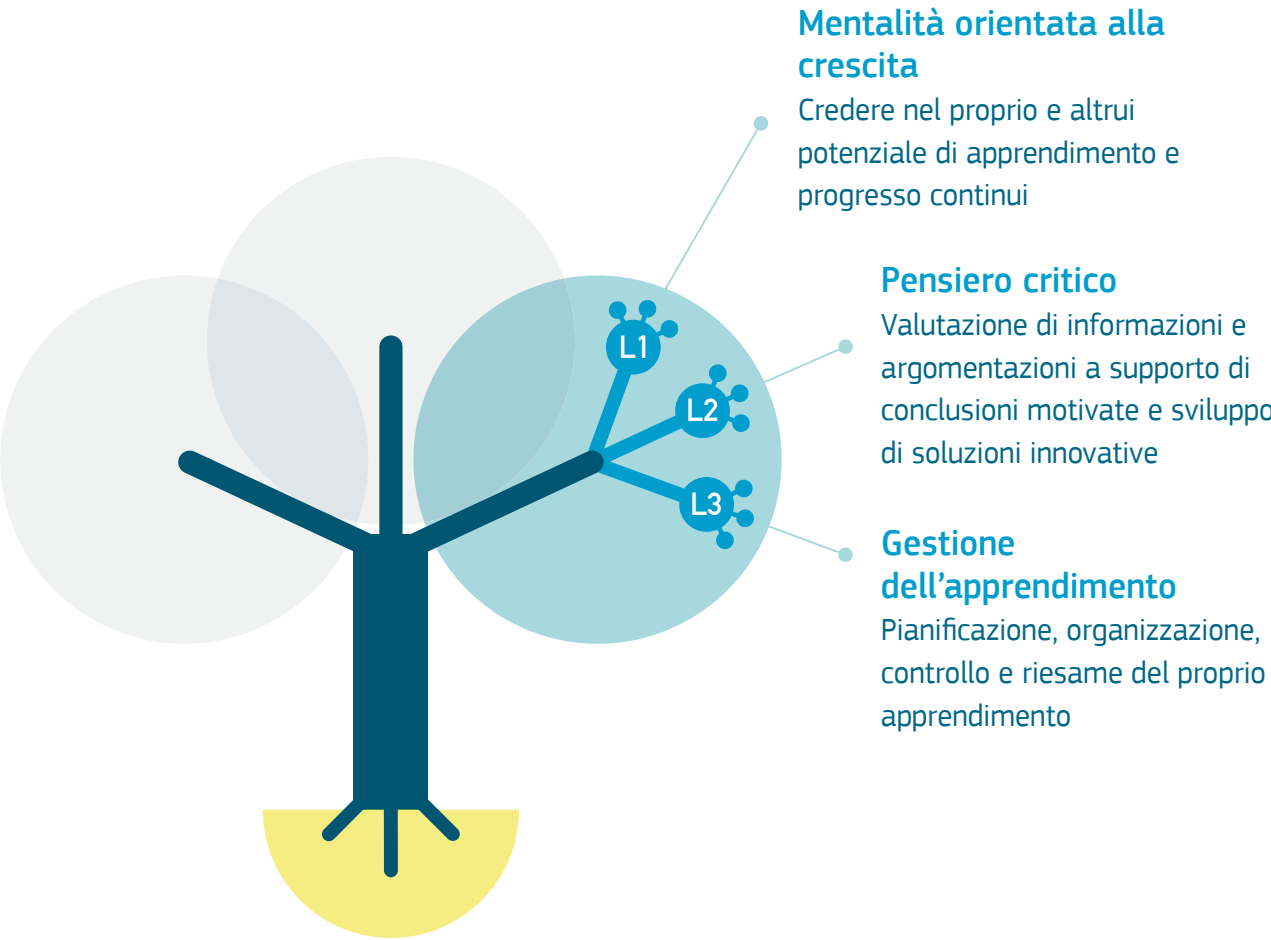 Mentalità orientata alla
crescita
Credere nel proprio e altrui
potenziale di apprendimento e
progresso continui
L1
Pensiero critico
Valutazione di informazioni e
argomentazioni a supporto di
conclusioni motivate e sviluppo
di soluzioni innovative
L2
L3
Gestione
dell’apprendimento
Pianificazione, organizzazione,
controllo e riesame del proprio
apprendimento